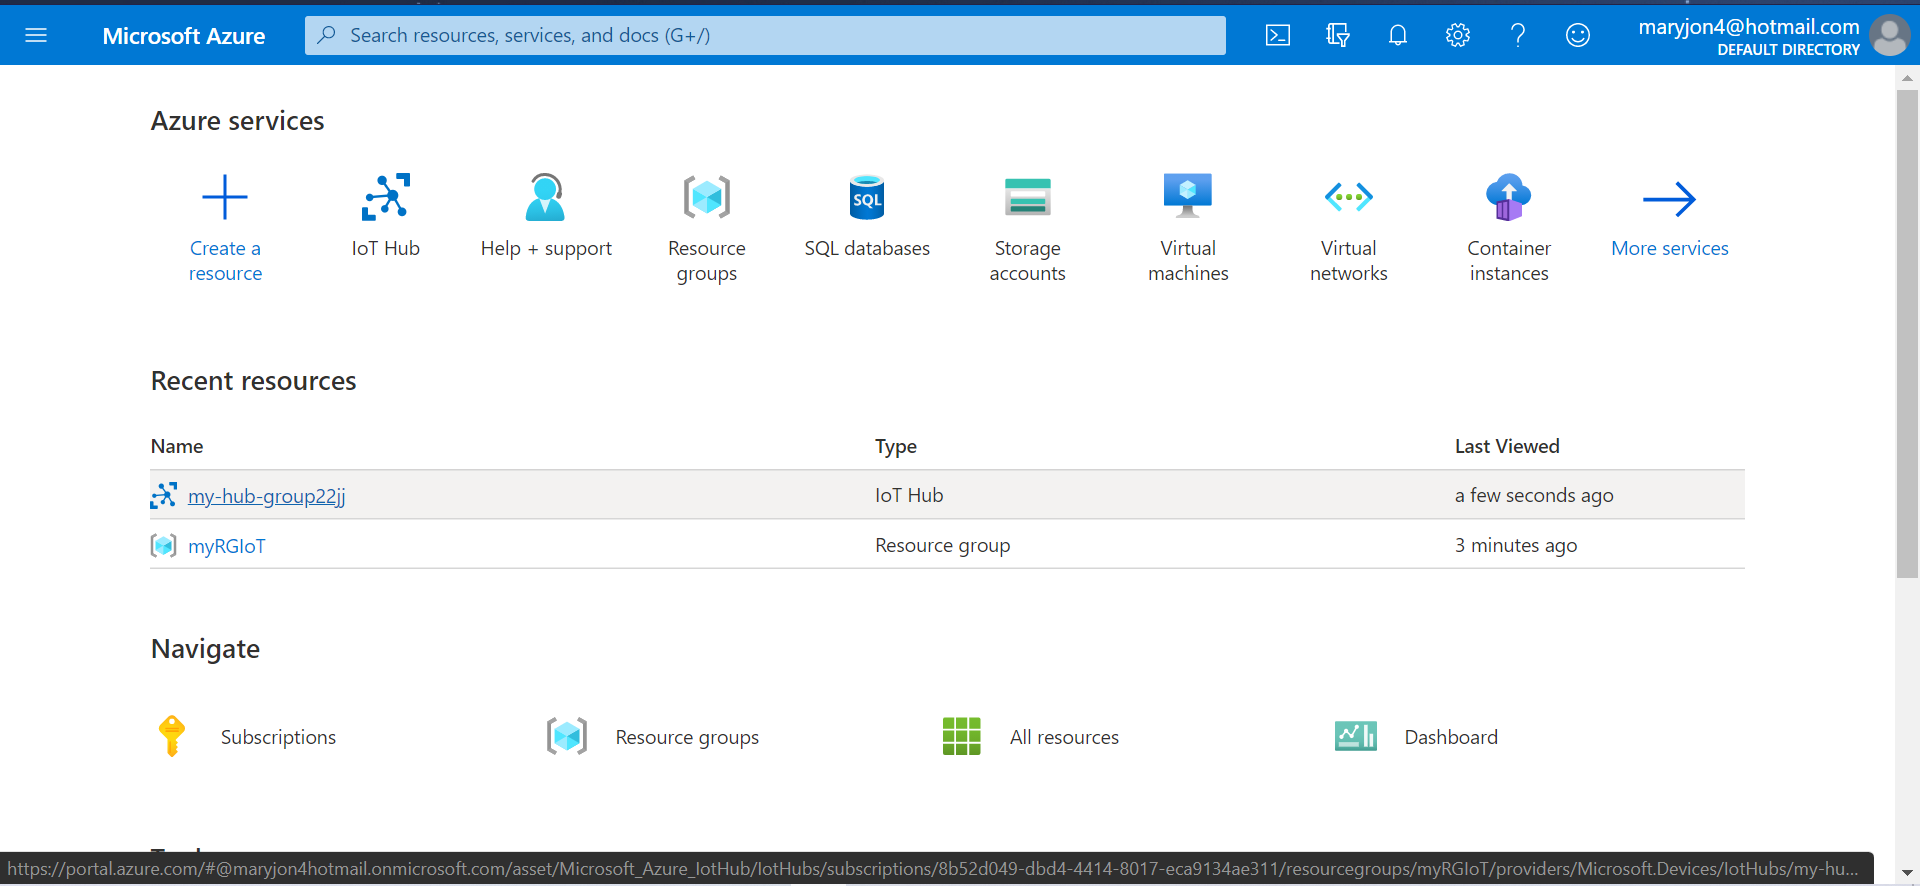 Microsoft Azure
Search resources, services, and docs (G+/)
maryjon4@hotmail.com
DEFAULT DIRECTORY
Azure services
Create a
resource
IoT Hub
Help + support
Resource
groups
SQL
SQL databases
Storage
accounts
Virtual
machines
Virtual
networks
Container
instances
More services
Recent resources
Name Type Last Viewed
my-hub-group22jj IoT Hub a few seconds ago
myRGIoT Resource group 3 minutes ago
Navigate
Subscriptions Resource groups All resources Dashboard
https://portal.azure.com/#@maryjon4hotmail.onmicrosoft.com/asset/Microsoft_Azure_IotHub/IotHubs/subscriptions/8b52d049-dbd4-4414-8017-eca9134ae311/resourcegroups/myRGIoT/providers/Microsoft.Devices/IotHubs/my-hu...